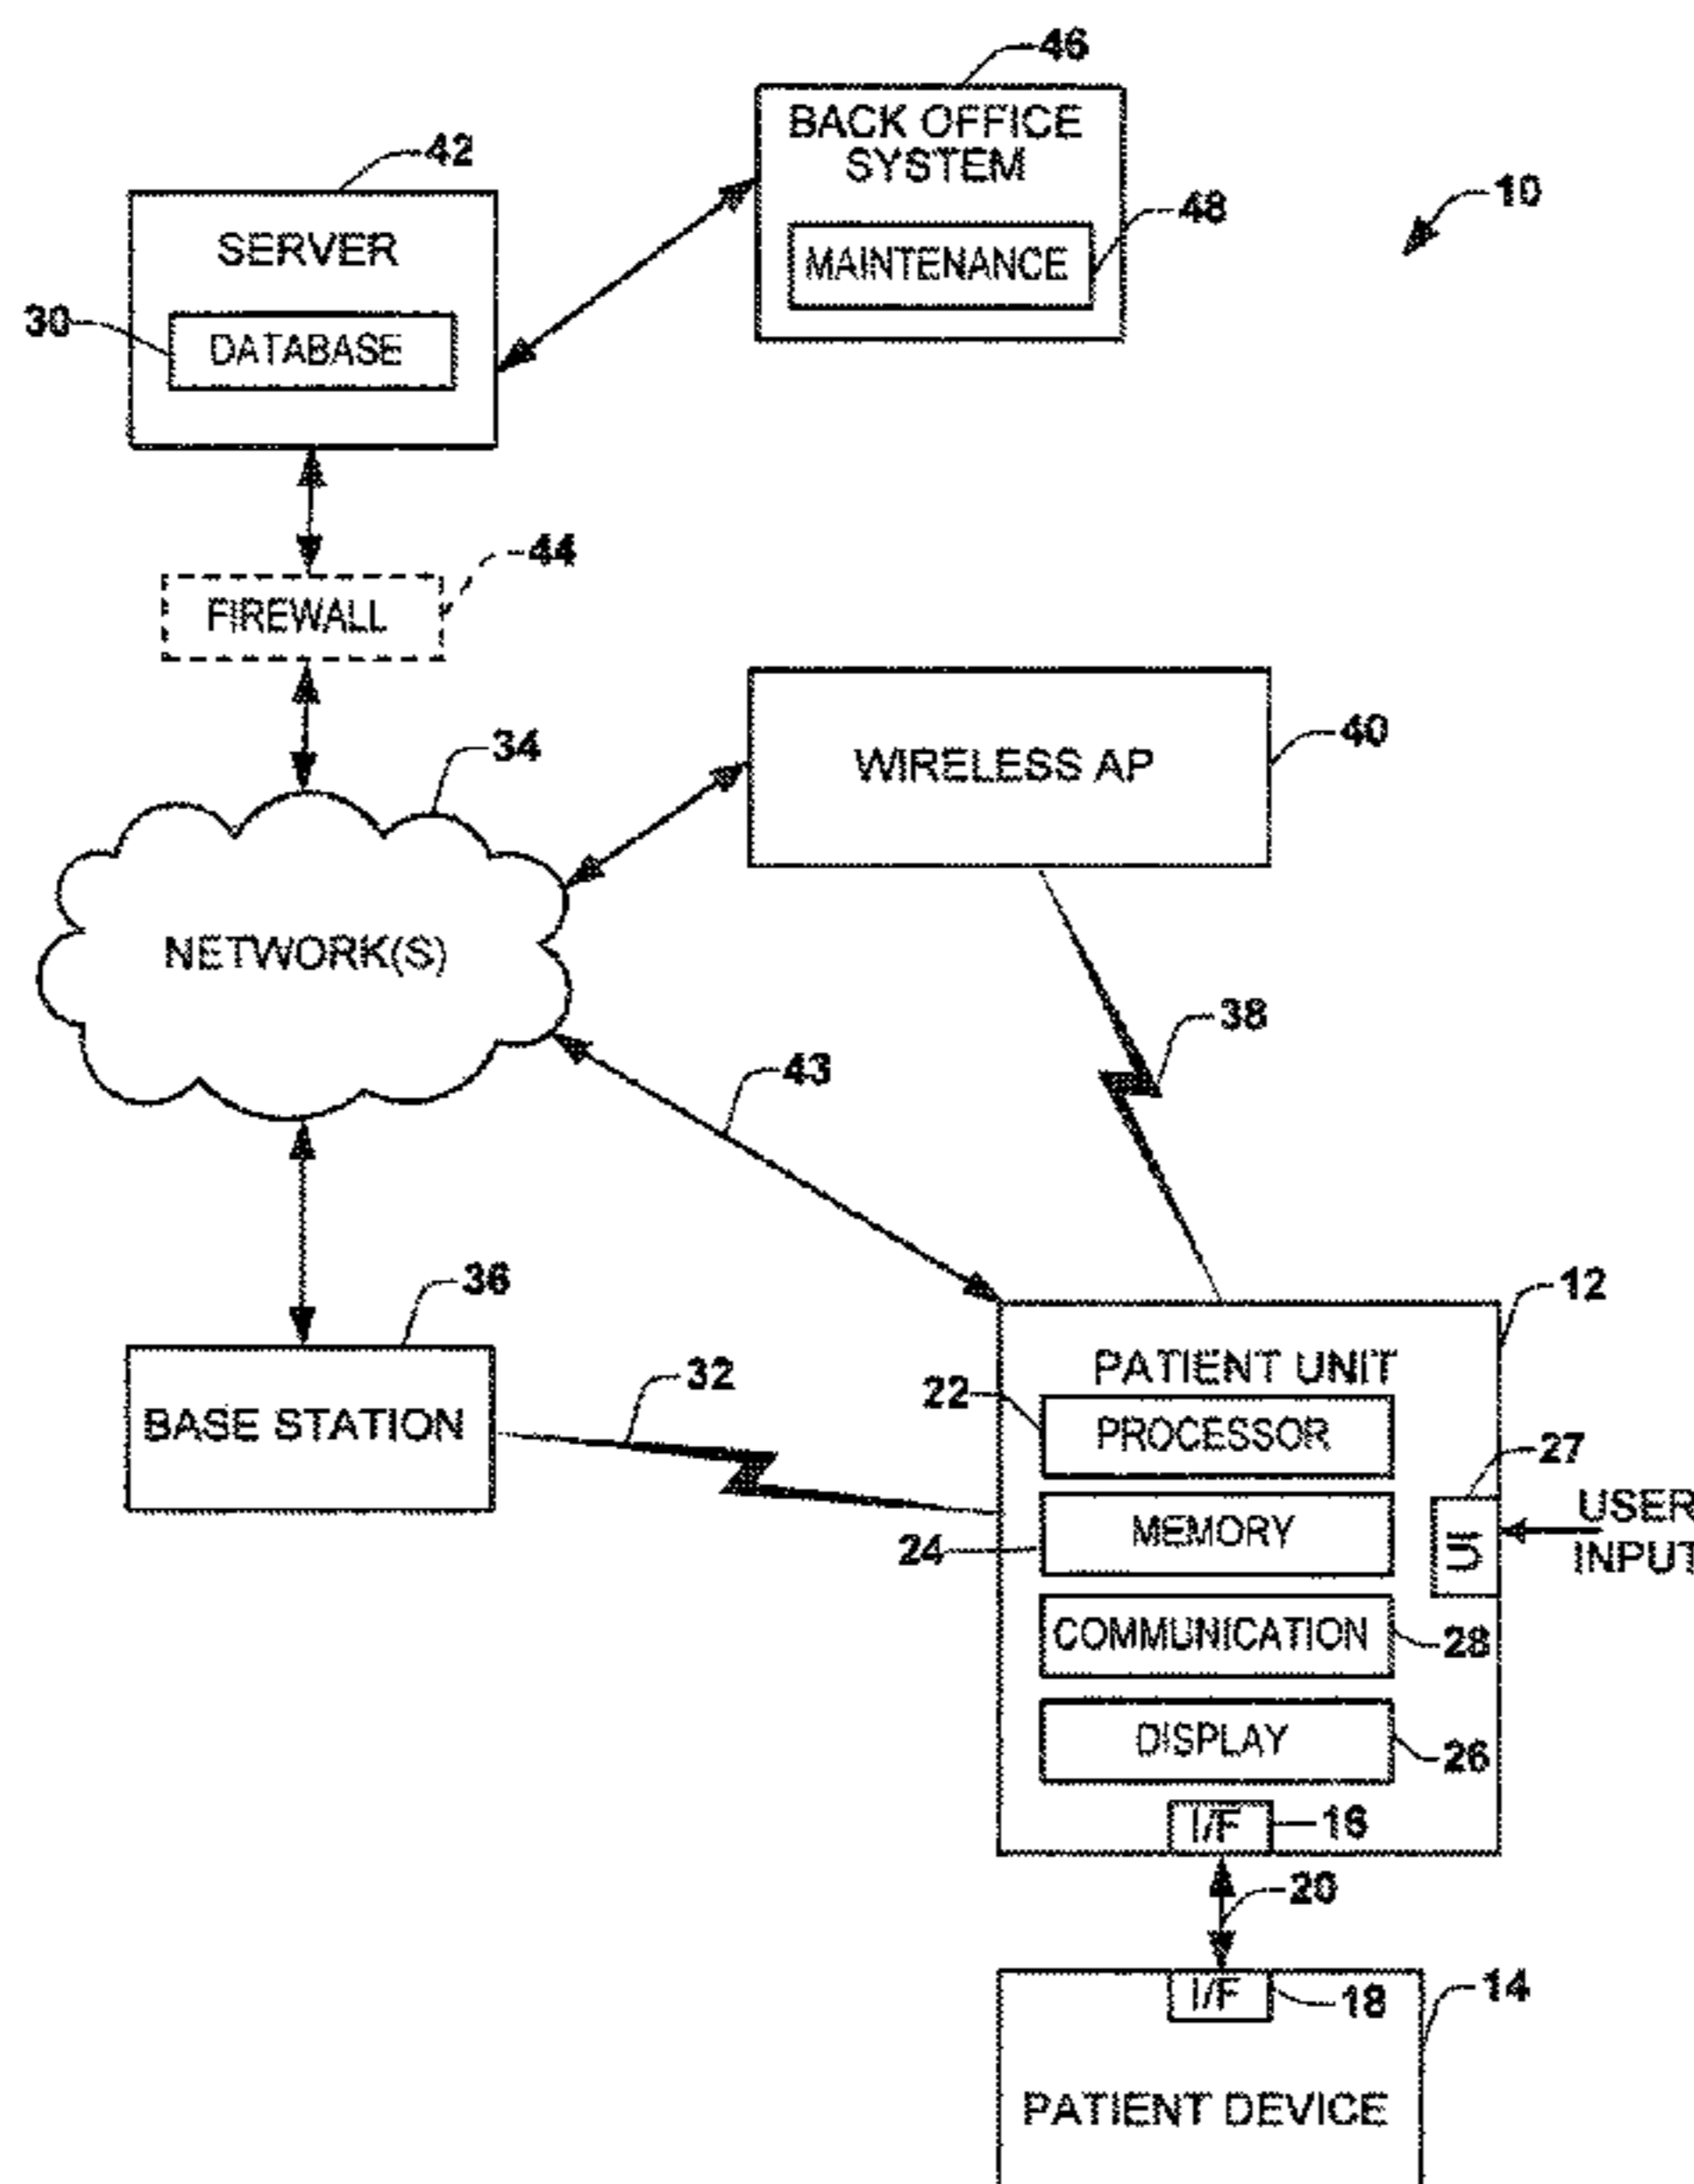 46
BACK OFFICE
SYSTEM
42
10
48
SERVER
MAINTENANCE
30
DATABASE
44
FIREWALL
34
40
WIRELESS AP
NETWORK(S)
38
43
36
12
32
PATIENT UNIT
22
BASE STATION
PROCESSOR
27
USER
INPUT
24
MEMORY
UI
COMMUNICATION
28
DISPLAY
26
I/F
16
20
I/F
18
14
PATIENT DEVICE